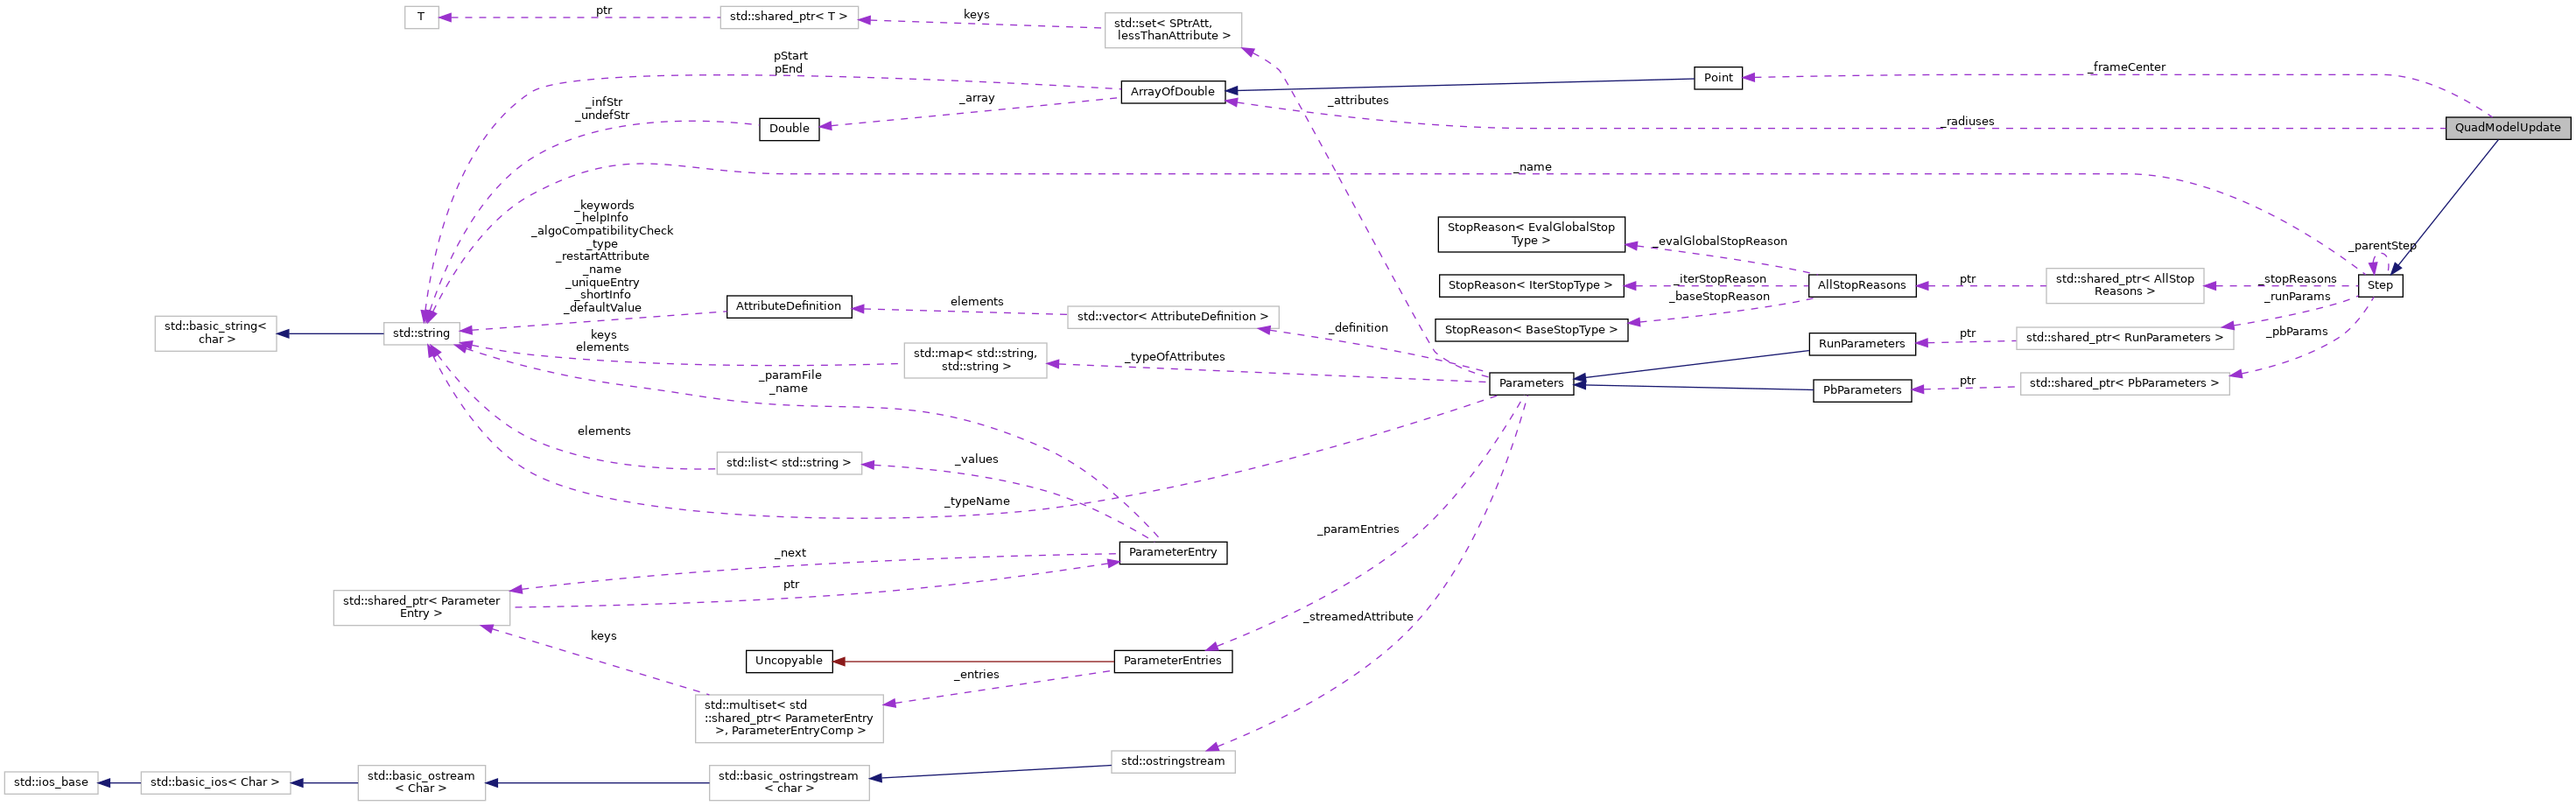 T
ptr
std::shared_ptr< T >
keys
std::set< SPtrAtt,
lessThanAttribute >
pStart
pEnd
_infStr
_undefStr
Double
_array
ArrayOfDouble
_attributes
Point
_frameCenter
_radiuses
QuadModelUpdate
_name
_keywords
_helpInfo
_algoCompatibilityCheck
_type
_restartAttribute
_name
_uniqueEntry
_shortInfo
_defaultValue
AttributeDefinition
elements
std::vector< AttributeDefinition >
_definition
StopReason< EvalGlobalStop
Type >
_evalGlobalStopReason
StopReason< IterStopType >
_iterStopReason
_baseStopReason
StopReason< BaseStopType >
AllStopReasons
ptr
std::shared_ptr< AllStop
Reasons >
_stopReasons
_parentStep
Step
_runParams
_pbParams
std::basic_string<
char >
std::string
keys
elements
std::map< std::string,
std::string >
_typeOfAttributes
Parameters
RunParameters
ptr
std::shared_ptr< RunParameters >
PbParameters
ptr
std::shared_ptr< PbParameters >
_paramFile
_name
elements
std::list< std::string >
_values
_typeName
_paramEntries
ParameterEntry
_next
ptr
std::shared_ptr< Parameter
Entry >
keys
_streamedAttribute
Uncopyable
ParameterEntries
_entries
std::multiset< std
::shared_ptr< ParameterEntry
>, ParameterEntryComp >
std::ios_base
std::basic_ios< Char >
std::basic_ostream
< Char >
std::basic_ostringstream
< char >
std::ostringstream